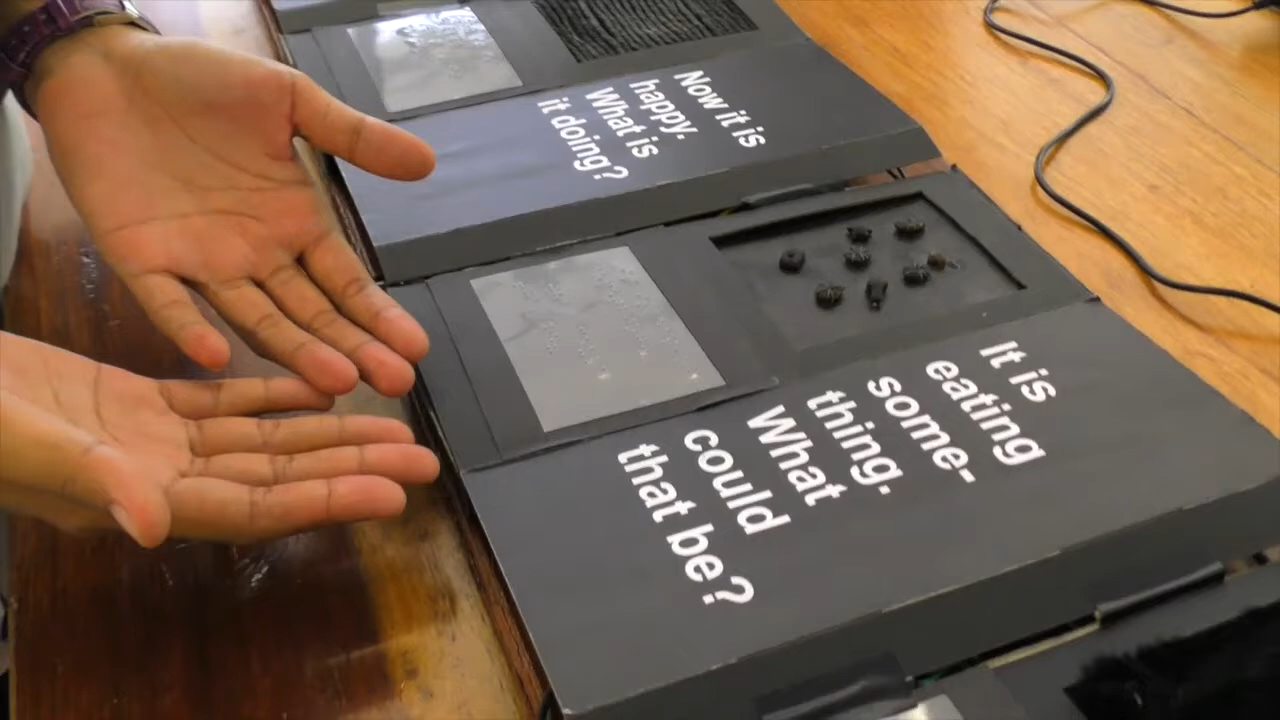 Now it is
happy.
What is
it doing?
It is
eating
some-
thing.
What
could
that be?